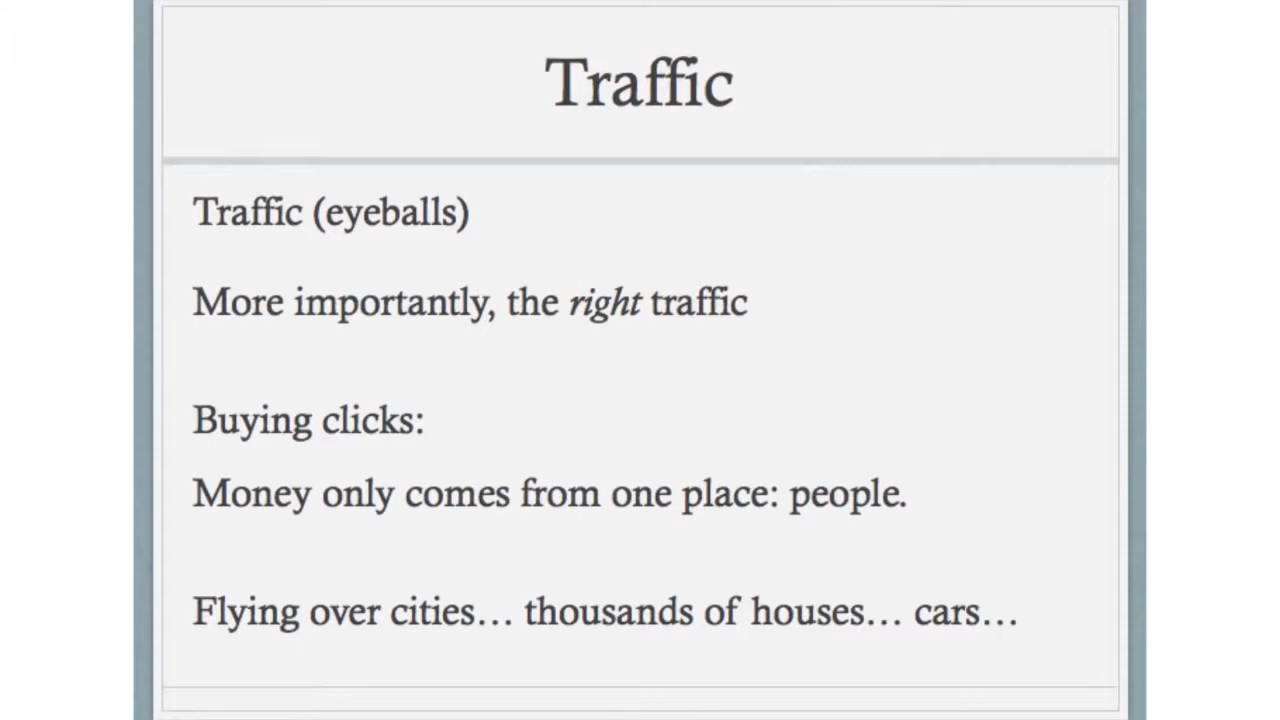 Traffic
Traffic (eyeballs)
More importantly, the right traffic
Buying clicks:
Money only comes from one place: people.
Flying over cities… thousands of houses… cars…